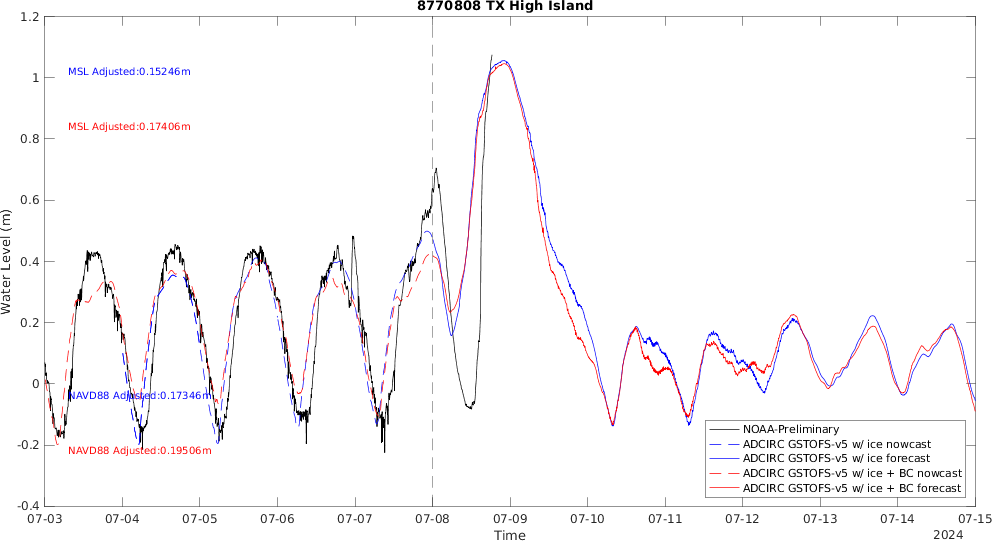 8770808 TX High Island
1.2
1
0.8
0.6
0.4
0.2
0
-0.2
-0.4
Water Level (m)
MSL Adjusted:0.15246m
MSL Adjusted:0.17406m
NAVD88 Adjusted:0.17346m
NAVD88 Adjusted:0.19506m
NOAA-Preliminary
ADCIRC GSTOFS-v5 w/ ice nowcast
ADCIRC GSTOFS-v5 w/ ice forecast
ADCIRC GSTOFS-v5 w/ ice + BC nowcast
ADCIRC GSTOFS-v5 w/ ice + BC forecast
07-03 07-04 07-05 07-06 07-07 07-08 07-09 07-10 07-11 07-12 07-13 07-14 07-15
Time
2024